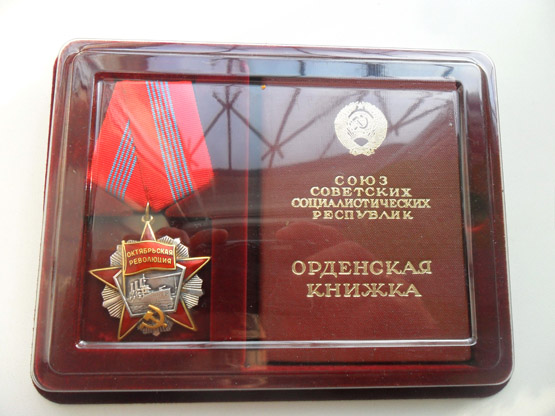 ОКТЯБРЬСКАЯ
РЕВОЛЮЦИЯ
СОЮЗ
СОВЕТСКИХ
СОЦИАЛИСТИЧЕСКИХ
РЕСПУБЛИК
ОРДЕНСКАЯ
КНИЖКА